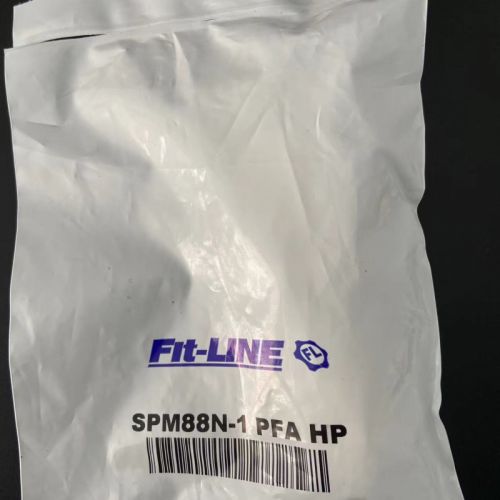 Fit-LINE FL
SPM88N-1 PFA HP